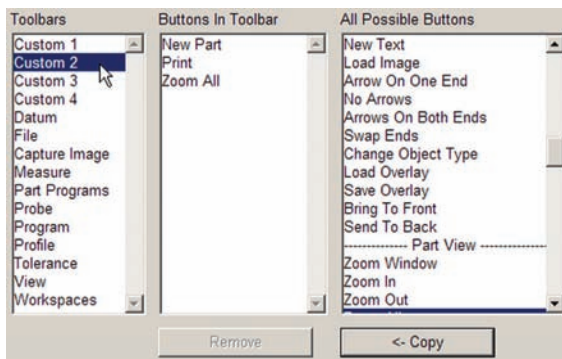 Toolbars
Custom 1
Custom 2
Custom 3
Custom 4
Datum
File
Capture Image
Measure
Part Programs
Probe
Program
Profile
Tolerance
View
Workspaces
Buttons In Toolbar
New Part
Print
Zoom All
Remove
All Possible Buttons
New Text
Load Image
Arrow On One End
No Arrows
Arrows On Both Ends
Swap Ends
Change Object Type
Load Overlay
Save Overlay
Bring To Front
Send To Back
--------------- Part View ---------------
Zoom Window
Zoom In
Zoom Out
<- Copy